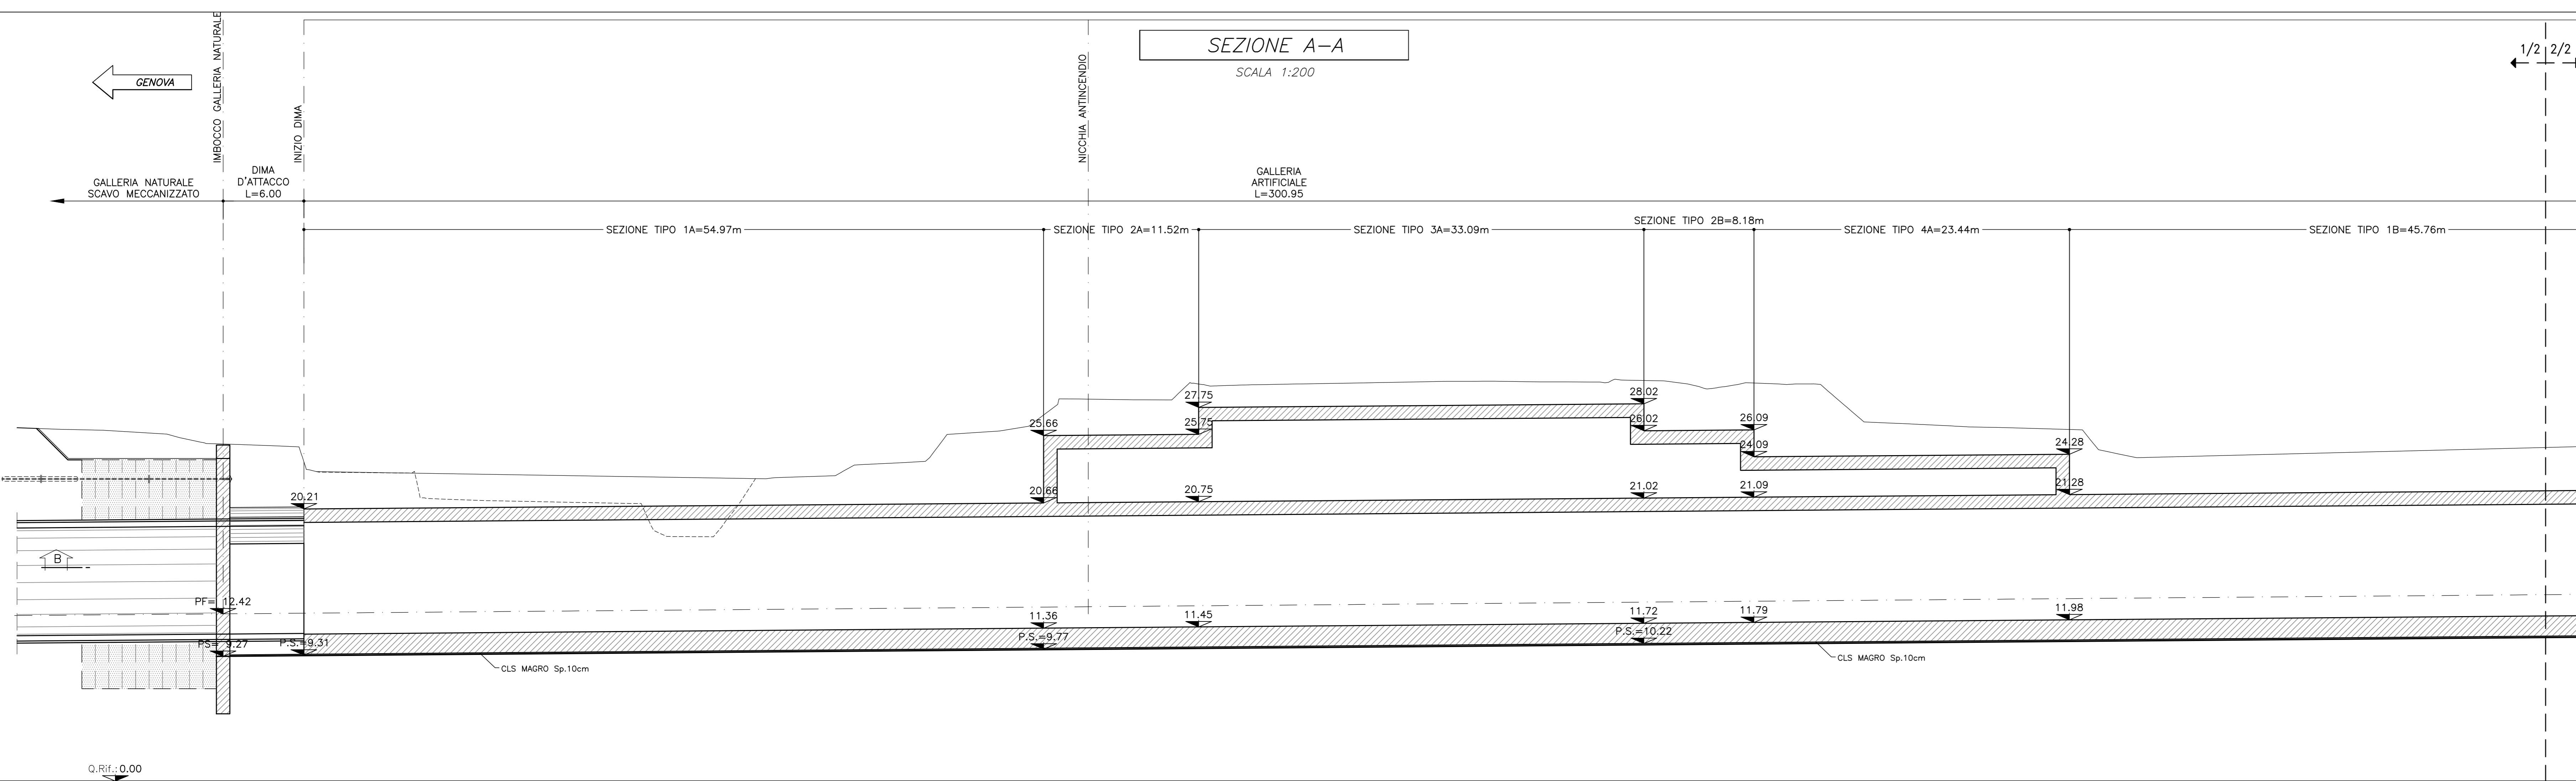 SEZIONE A-A
SCALA 1:200
1/2
2/2
GENOVA
IMBOCCO GALLERIA NATURALE
INIZIO DIMA
NICCHIA ANTINCENDIO
GALLERIA NATURALE
SCAVO MECCANIZZATO
DIMA
D'ATTACCO
L=6.00
GALLERIA
ARTIFICIALE
L=300.95
SEZIONE TIPO 1A=54.97m
SEZIONE TIPO 2A=11.52m
SEZIONE TIPO 3A=33.09m
SEZIONE TIPO 2B=8.18m
SEZIONE TIPO 4A=23.44m
SEZIONE TIPO 1B=45.76m
27.75
28.02
25.66
25.75
26.02
26.09
24.09
24.28
20.21
20.66
20.75
21.02
21.09
21.28
B
PF= 12.42
11.36
11.45
11.72
11.79
11.98
PS= 9.27
P.S.=9.31
P.S.=9.77
P.S.=10.22
CLS MAGRO Sp.10cm
CLS MAGRO Sp.10cm
Q.Rif.:0.00